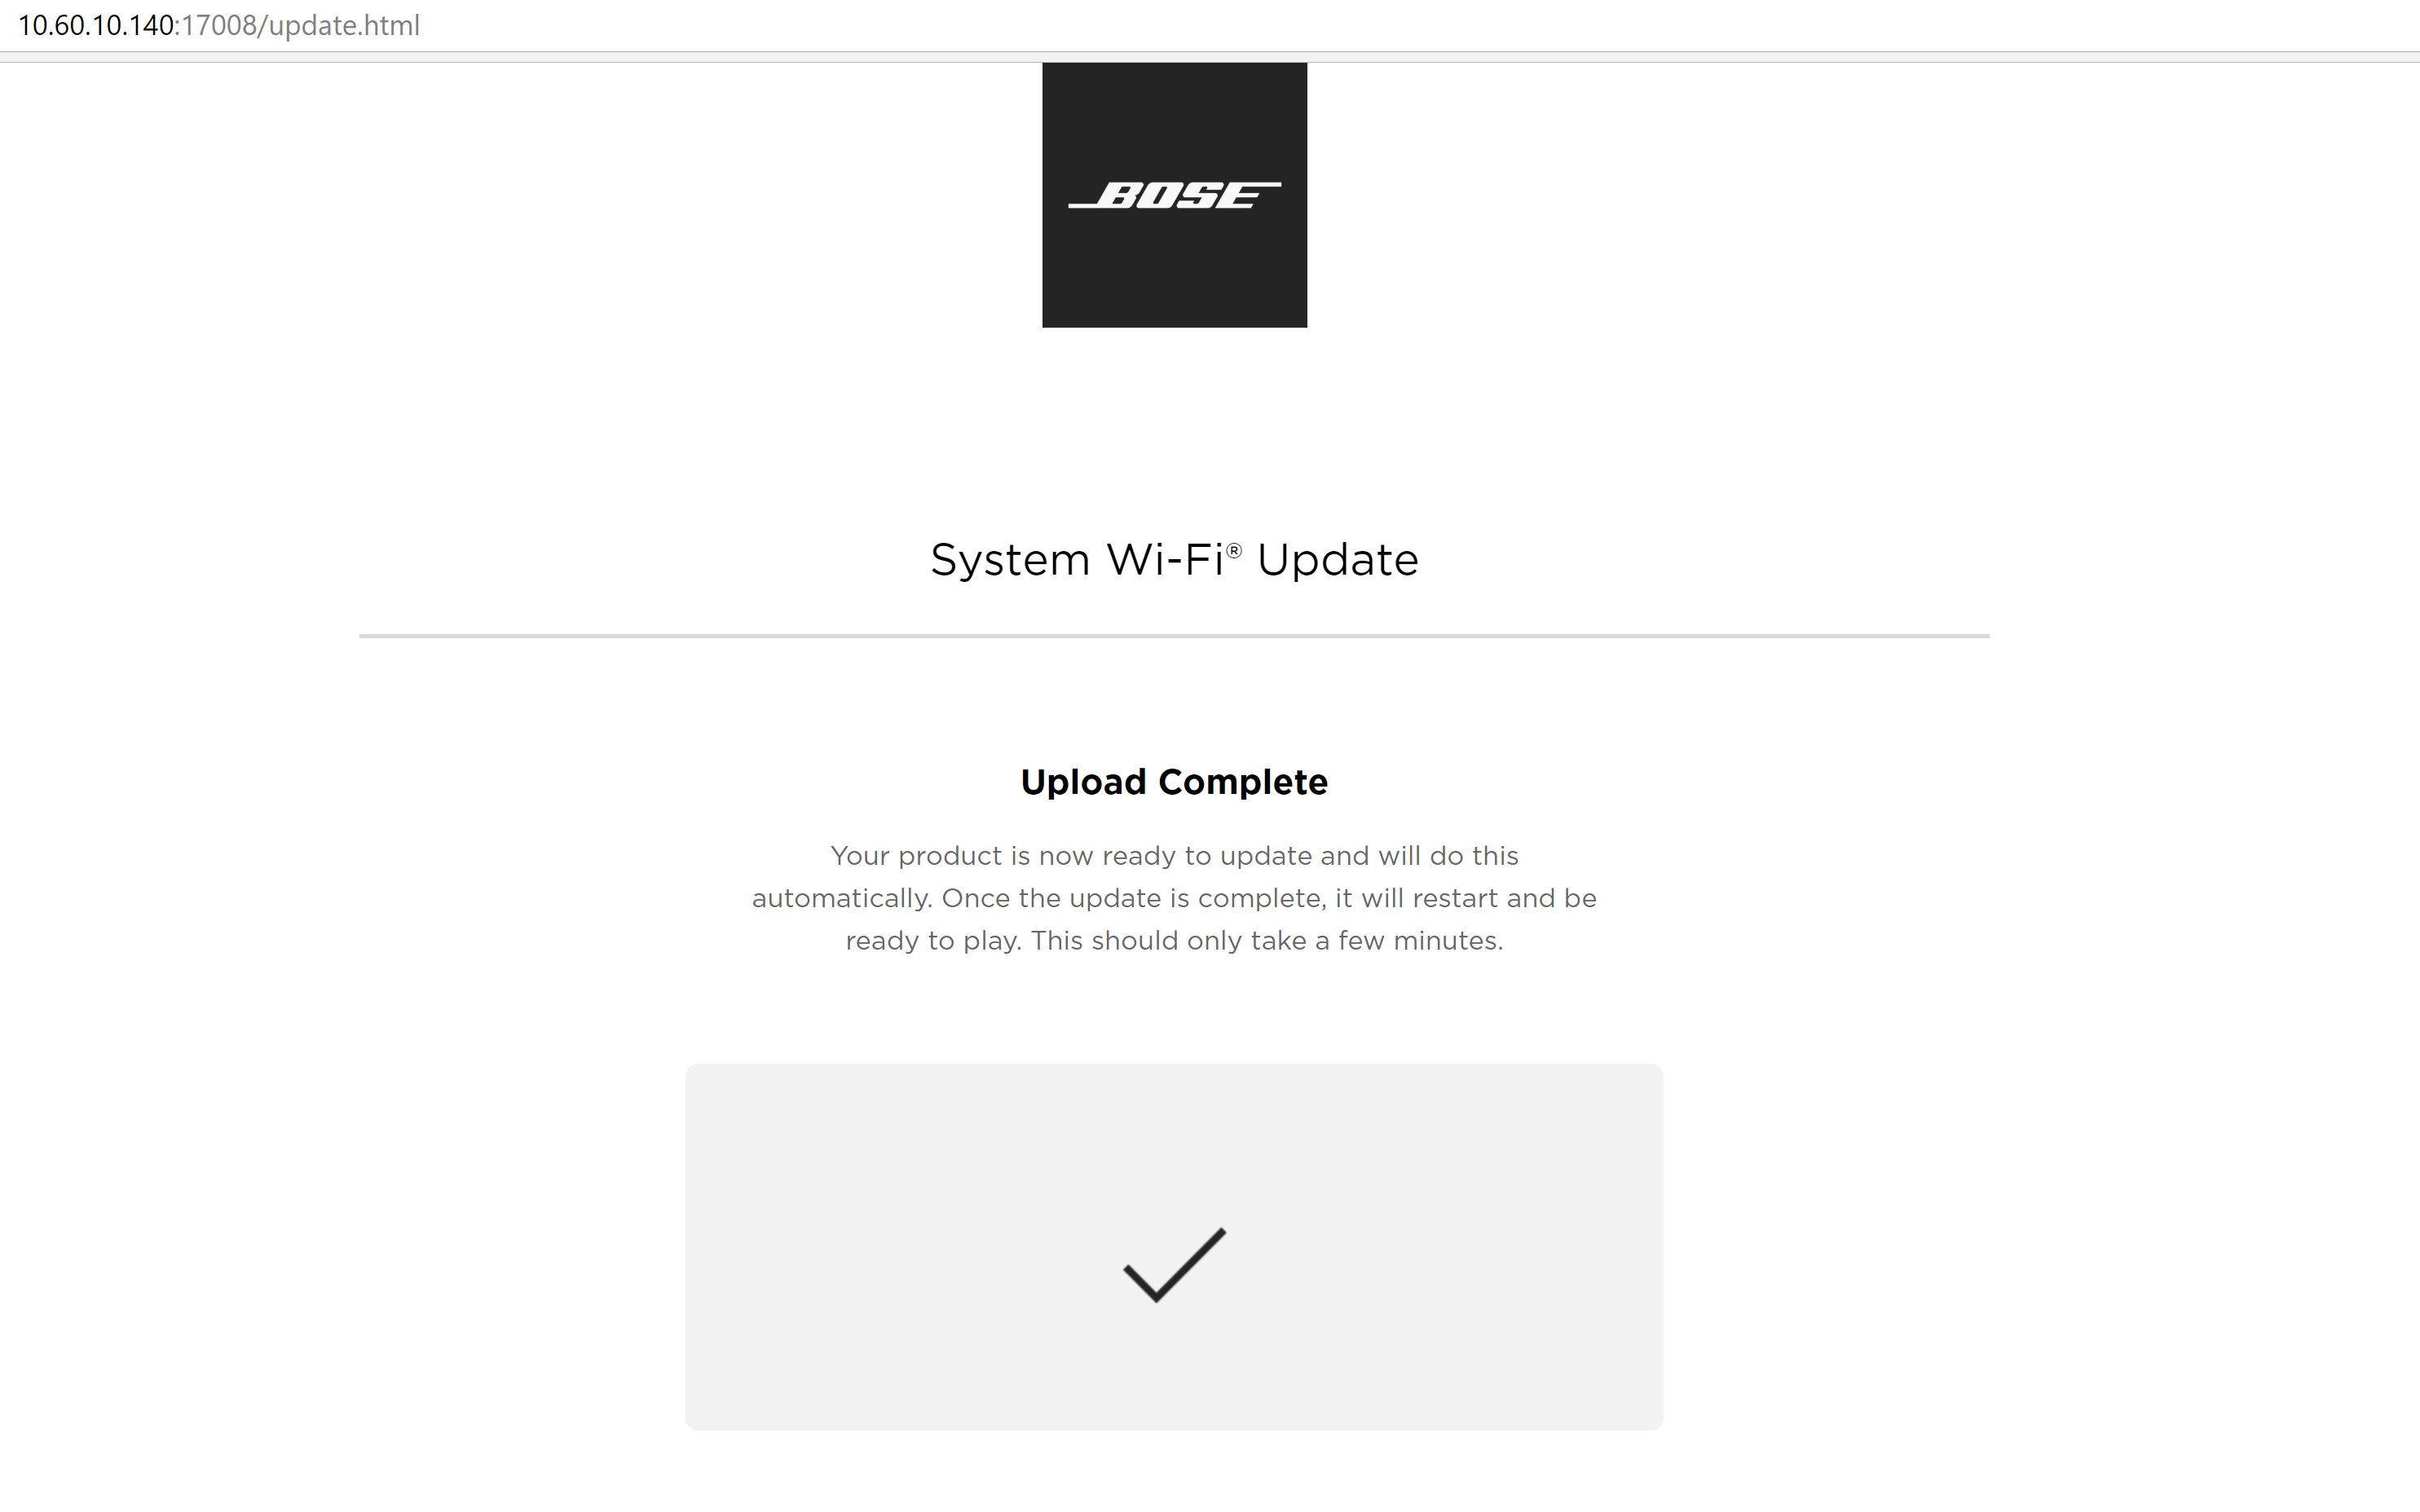 10.60.10.140:17008/update.html
BOSE
System Wi-Fi® Update
Upload Complete
Your product is now ready to update and will do this
automatically. Once the update is complete, it will restart and be
ready to play. This should only take a few minutes.